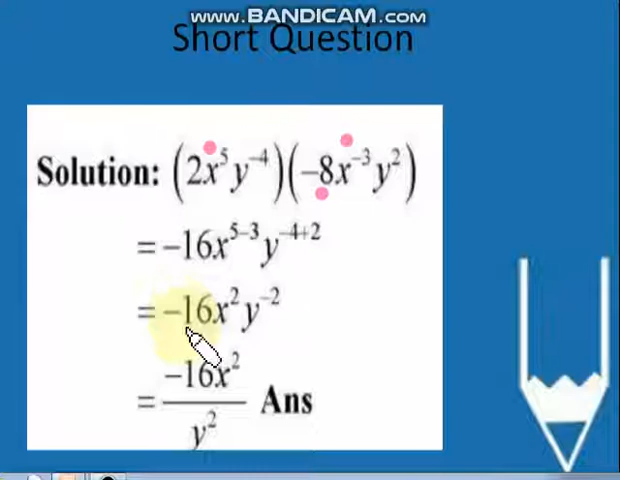 www.BANDICAM.com
Short Question
Solution: (2x⁵y⁻⁴)(−8x⁻³y²)
= −16x⁵⁻³y⁻⁴⁺²
= −16x²y⁻²
= −16x²/y² Ans